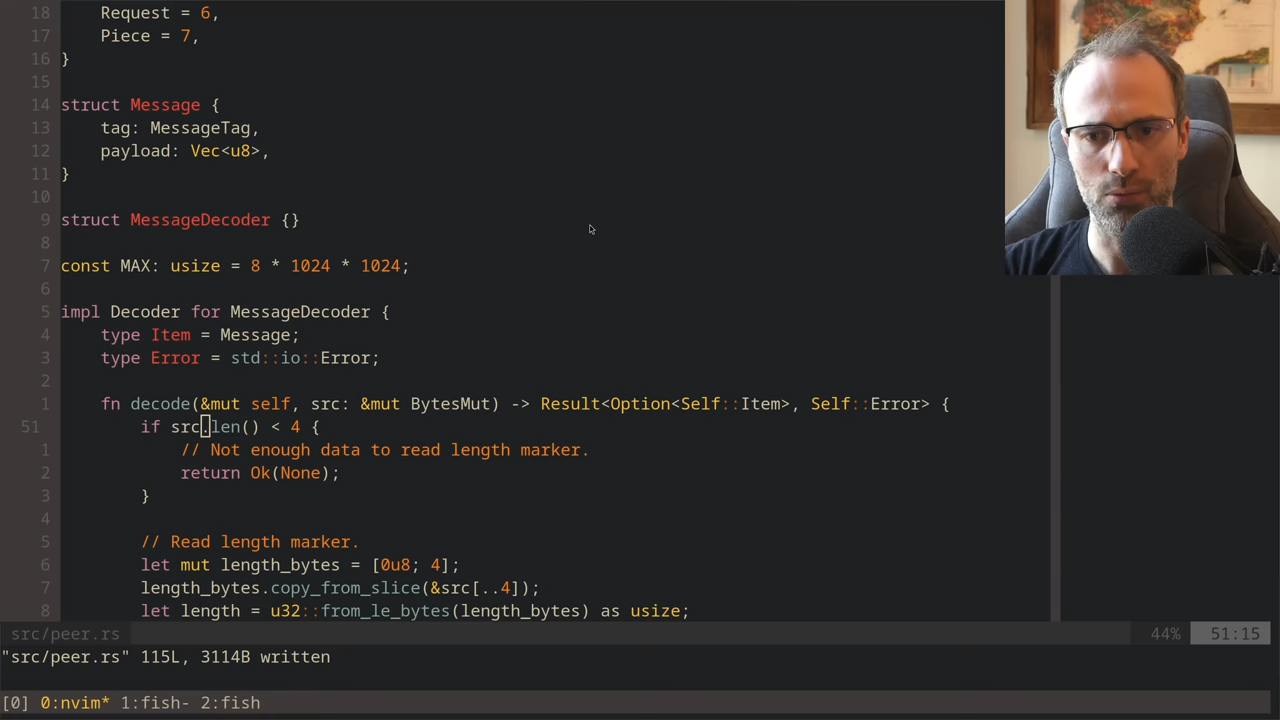 18 Request = 6,
17 Piece = 7,
16 }
15
14 struct Message {
13 tag: MessageTag,
12 payload: Vec<u8>,
11 }
10
9 struct MessageDecoder {}
8
7 const MAX: usize = 8 * 1024 * 1024;
6
5 impl Decoder for MessageDecoder {
4 type Item = Message;
3 type Error = std::io::Error;
2
1 fn decode(&mut self, src: &mut BytesMut) -> Result<Option<Self::Item>, Self::Error> {
51 if src.len() < 4 {
1 // Not enough data to read length marker.
2 return Ok(None);
3 }
4
5 // Read length marker.
6 let mut length_bytes = [0u8; 4];
7 length_bytes.copy_from_slice(&src[..4]);
8 let length = u32::from_le_bytes(length_bytes) as usize;
src/peer.rs 44% 51:15
"src/peer.rs" 115L, 3114B written
[0] 0:nvim* 1:fish- 2:fish